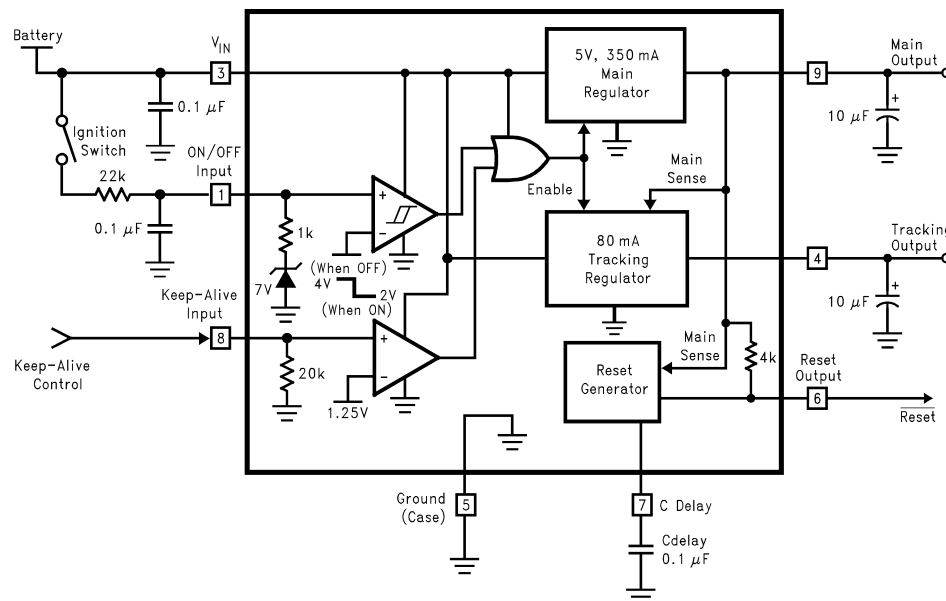 Battery
V_IN
3
0.1 μF
Ignition
Switch
22k
ON/OFF
Input
1
0.1 μF
+
−
1k
7V
(When OFF)
4V
2V
(When ON)
Keep-Alive
Input
8
Keep-Alive
Control
20k
+
−
1.25V
5V, 350 mA
Main
Regulator
Enable
Main
Sense
80 mA
Tracking
Regulator
Main
Sense
Reset
Generator
4k
9
Main
Output
+
10 μF
4
Tracking
Output
+
10 μF
Reset
Output
6
Reset
Ground
(Case)
5
7
C Delay
Cdelay
0.1 μF